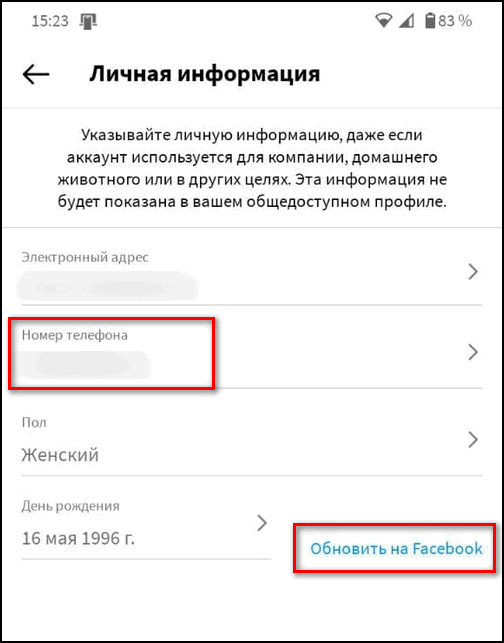 15:23 83 %
Личная информация
Указывайте личную информацию, даже если
аккаунт используется для компании, домашнего
животного или в других целях. Эта информация не
будет показана в вашем общедоступном профиле.
Электронный адрес
Номер телефона
Пол
Женский
День рождения
16 мая 1996 г.
Обновить на Facebook